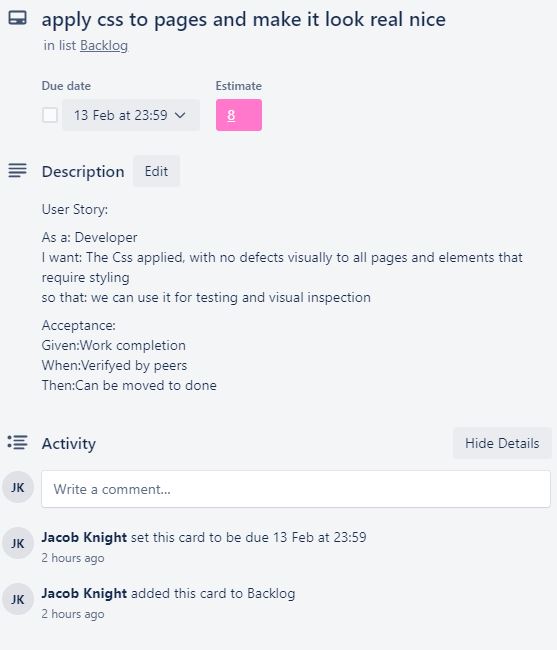 apply css to pages and make it look real nice
in list Backlog
Due date
Estimate
13 Feb at 23:59
8
Description
Edit
User Story:
As a: Developer
I want: The Css applied, with no defects visually to all pages and elements that
require styling
so that: we can use it for testing and visual inspection
Acceptance:
Given:Work completion
When:Verifyed by peers
Then:Can be moved to done
Activity
Hide Details
JK
Write a comment...
JK
Jacob Knight set this card to be due 13 Feb at 23:59
2 hours ago
JK
Jacob Knight added this card to Backlog
2 hours ago